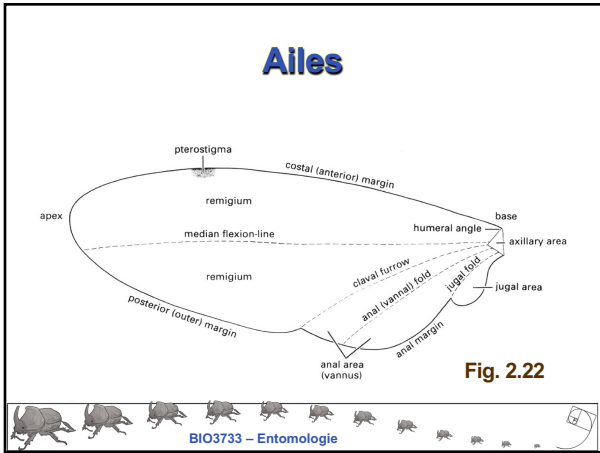 Ailes
pterostigma
costal (anterior) margin
remigium
apex
base
humeral angle
median flexion-line
axillary area
remigium
claval furrow
anal (vannal) fold
jugal fold
jugal area
posterior (outer) margin
anal margin
anal area
(vannus)
Fig. 2.22
BIO3733 – Entomologie